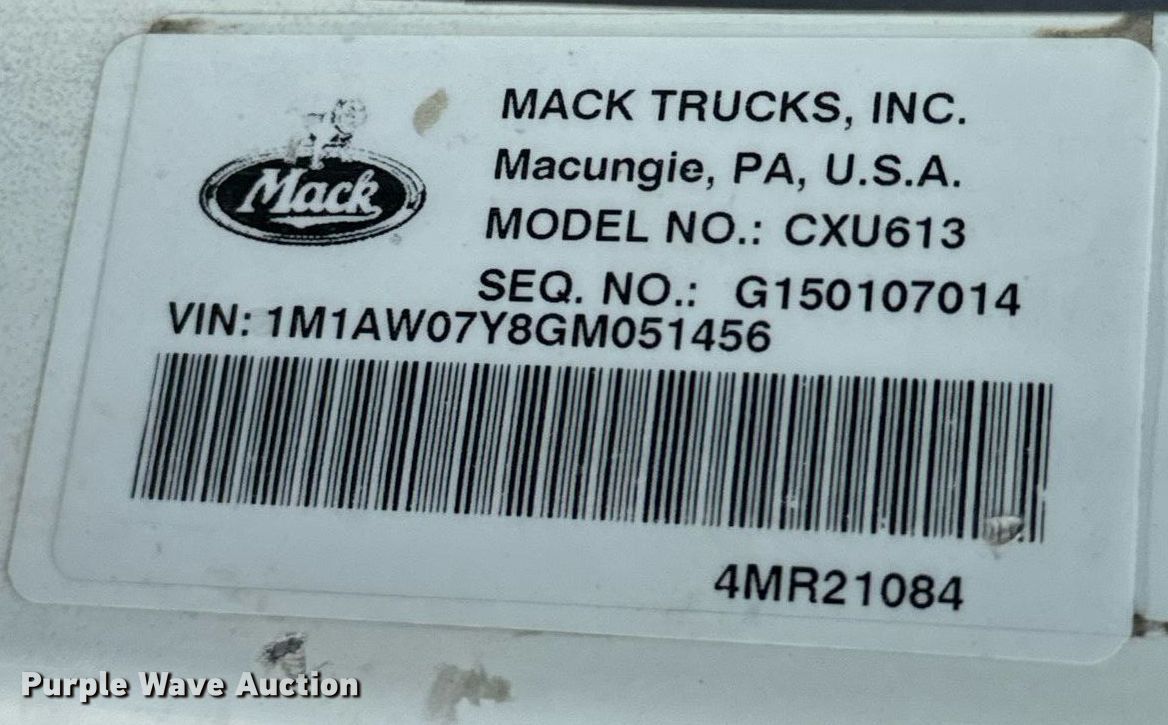 MACK TRUCKS, INC.
Macungie, PA, U.S.A.
Mack
MODEL NO.: CXU613
SEQ. NO.: G150107014
VIN: 1M1AW07Y8GM051456
4MR21084
Purple Wave Auction